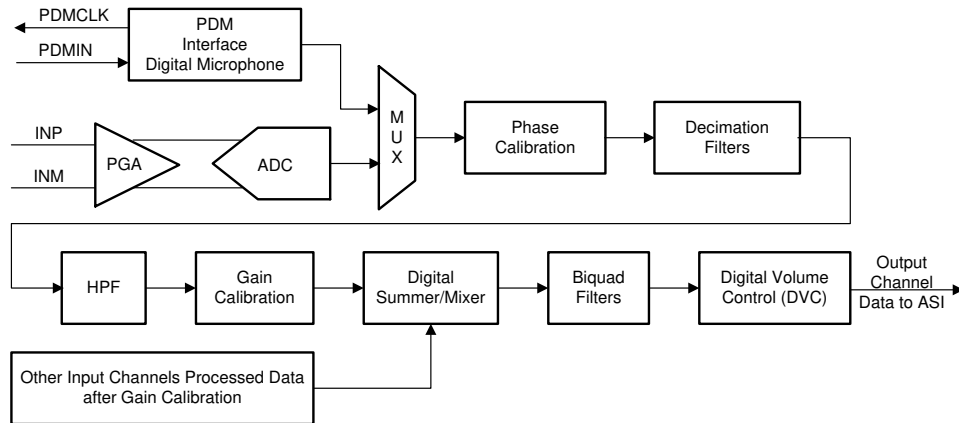 PDMCLK
PDMIN
PDM
Interface
Digital Microphone
INP
INM
PGA
ADC
M
U
X
Phase
Calibration
Decimation
Filters
HPF
Gain
Calibration
Digital
Summer/Mixer
Biquad
Filters
Digital Volume
Control (DVC)
Output
Channel
Data to ASI
Other Input Channels Processed Data
after Gain Calibration